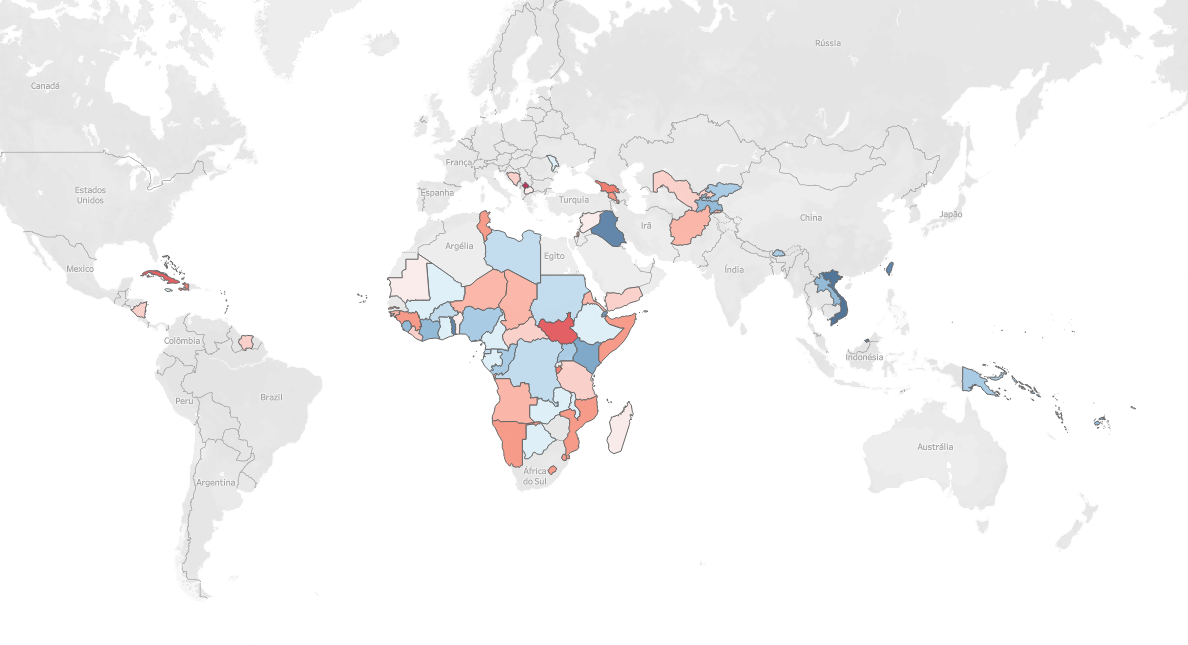 Rússia
Canadá
França
Estados
Unidos
Espanha
Turquia
China
Japão
Argélia
Egito
Irã
Índia
México
Colômbia
Indonésia
Peru
Brazil
Austrália
África
do Sul
Argentina